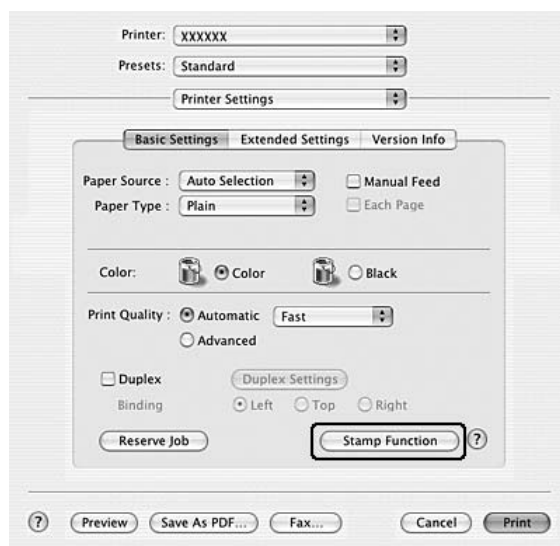 Printer: XXXXXX
Presets: Standard
Printer Settings
Basic Settings Extended Settings Version Info
Paper Source : Auto Selection Manual Feed
Paper Type : Plain Each Page
Color: Color Black
Print Quality : Automatic Fast
Advanced
Duplex Duplex Settings
Binding Left Top Right
Reserve Job Stamp Function ?
? Preview Save As PDF... Fax... Cancel Print